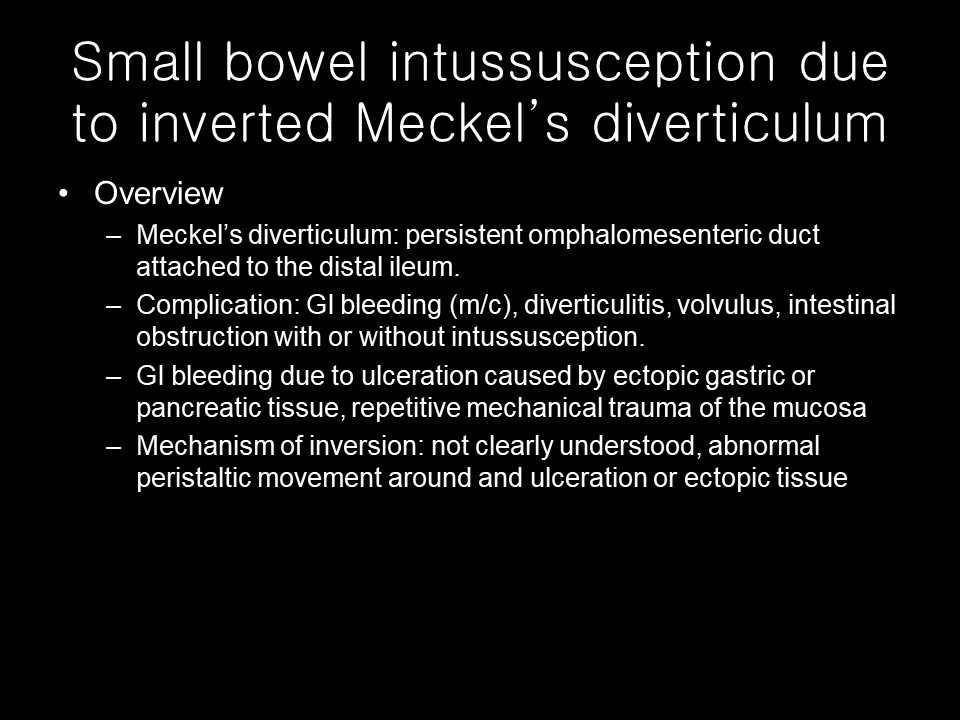 Small bowel intussusception due
to inverted Meckel’s diverticulum
• Overview
– Meckel’s diverticulum: persistent omphalomesenteric duct
attached to the distal ileum.
– Complication: GI bleeding (m/c), diverticulitis, volvulus, intestinal
obstruction with or without intussusception.
– GI bleeding due to ulceration caused by ectopic gastric or
pancreatic tissue, repetitive mechanical trauma of the mucosa
– Mechanism of inversion: not clearly understood, abnormal
peristaltic movement around and ulceration or ectopic tissue